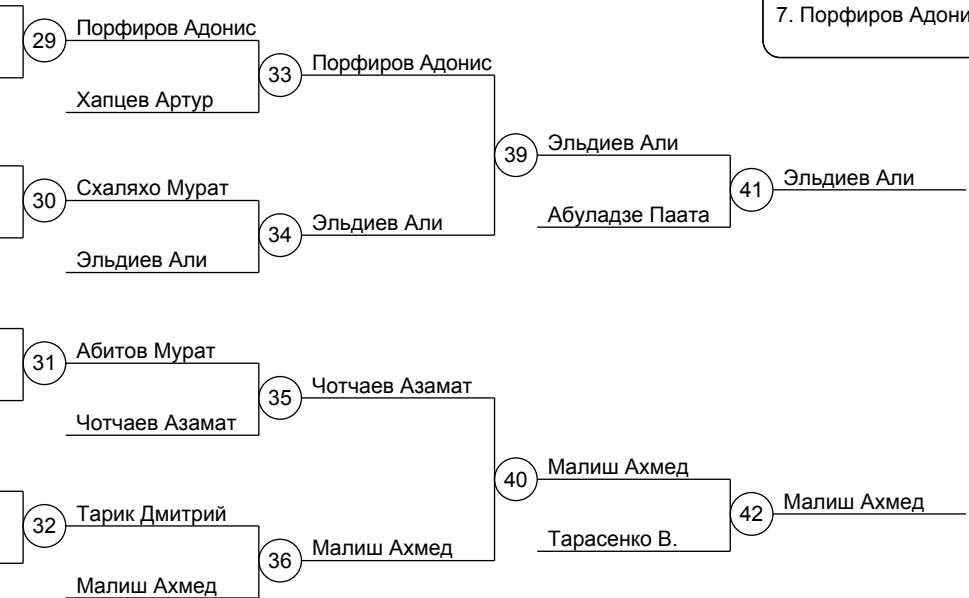 7. Порфиров Адони
29
Порфиров Адонис
33
Порфиров Адонис
Хапцев Артур
39
Эльдиев Али
41
Эльдиев Али
30
Схаляхо Мурат
Абуладзе Паата
34
Эльдиев Али
Эльдиев Али
31
Абитов Мурат
35
Чотчаев Азамат
Чотчаев Азамат
40
Малиш Ахмед
42
Малиш Ахмед
32
Тарик Дмитрий
Тарасенко В.
36
Малиш Ахмед
Малиш Ахмед